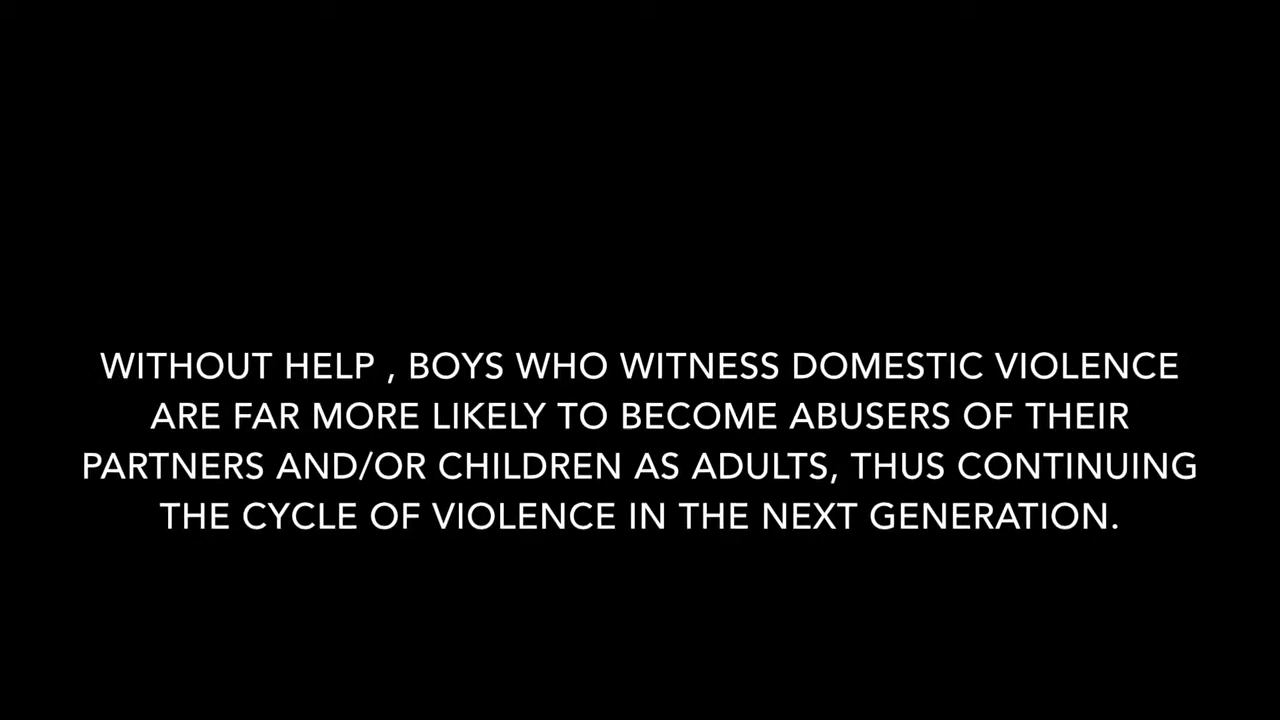 WITHOUT HELP , BOYS WHO WITNESS DOMESTIC VIOLENCE
ARE FAR MORE LIKELY TO BECOME ABUSERS OF THEIR
PARTNERS AND/OR CHILDREN AS ADULTS, THUS CONTINUING
THE CYCLE OF VIOLENCE IN THE NEXT GENERATION.